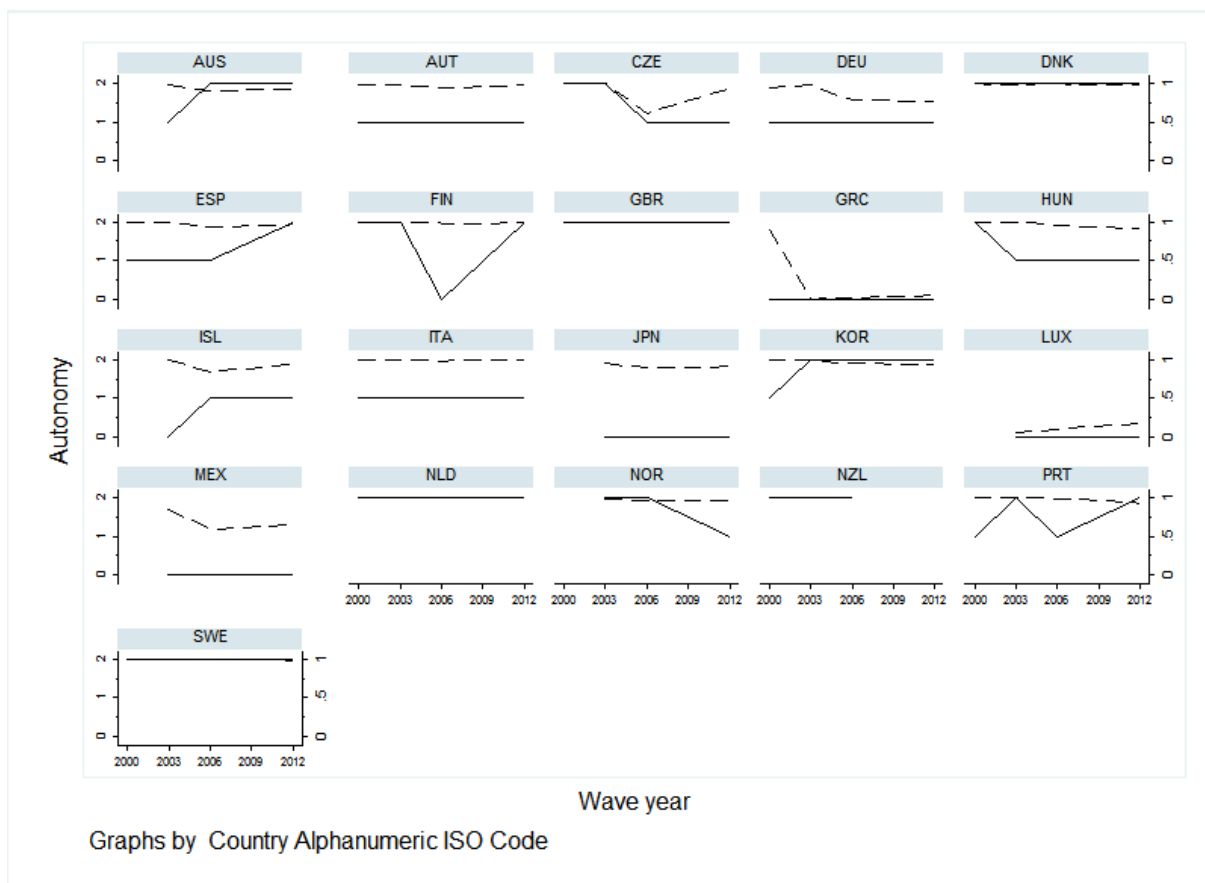 AUS AUT CZE DEU DNK
2 1
1 .5
0 0
ESP FIN GBR GRC HUN
2 1
1 .5
0 0
ISL ITA JPN KOR LUX
2 1
1 .5
0 0
MEX NLD NOR NZL PRT
2 1
1 .5
0 0
2000 2003 2006 2009 2012 2000 2003 2006 2009 2012 2000 2003 2006 2009 2012 2000 2003 2006 2009 2012
SWE
2 1
1 .5
0 0
2000 2003 2006 2009 2012
Autonomy
Wave year
Graphs by Country Alphanumeric ISO Code